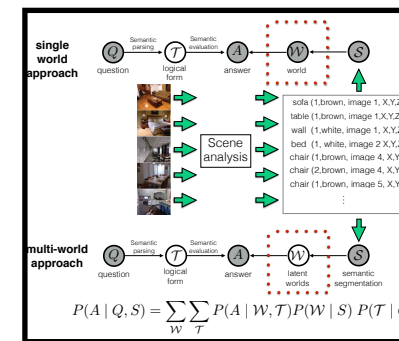 single world approach
Semantic parsing
Semantic evaluation
Q
T
A
W
S
question
logical form
answer
world
sofa (1,brown, image 1, X,Y,Z
table (1,brown, image 1,X,Y,Z
wall (1,white, image 1, X,Y,
bed (1, white, image 2 X,Y,Z
chair (1,brown, image 4, X,Y
chair (2,brown, image 4, X,Y
chair (1,brown, image 5, X,Y
⋮
Scene analysis
multi-world approach
Semantic parsing
Semantic evaluation
Q
T
A
W
S
question
logical form
answer
latent worlds
semantic segmentation
P(A | Q, S) = ∑_W ∑_T P(A | W, T) P(W | S) P(T |